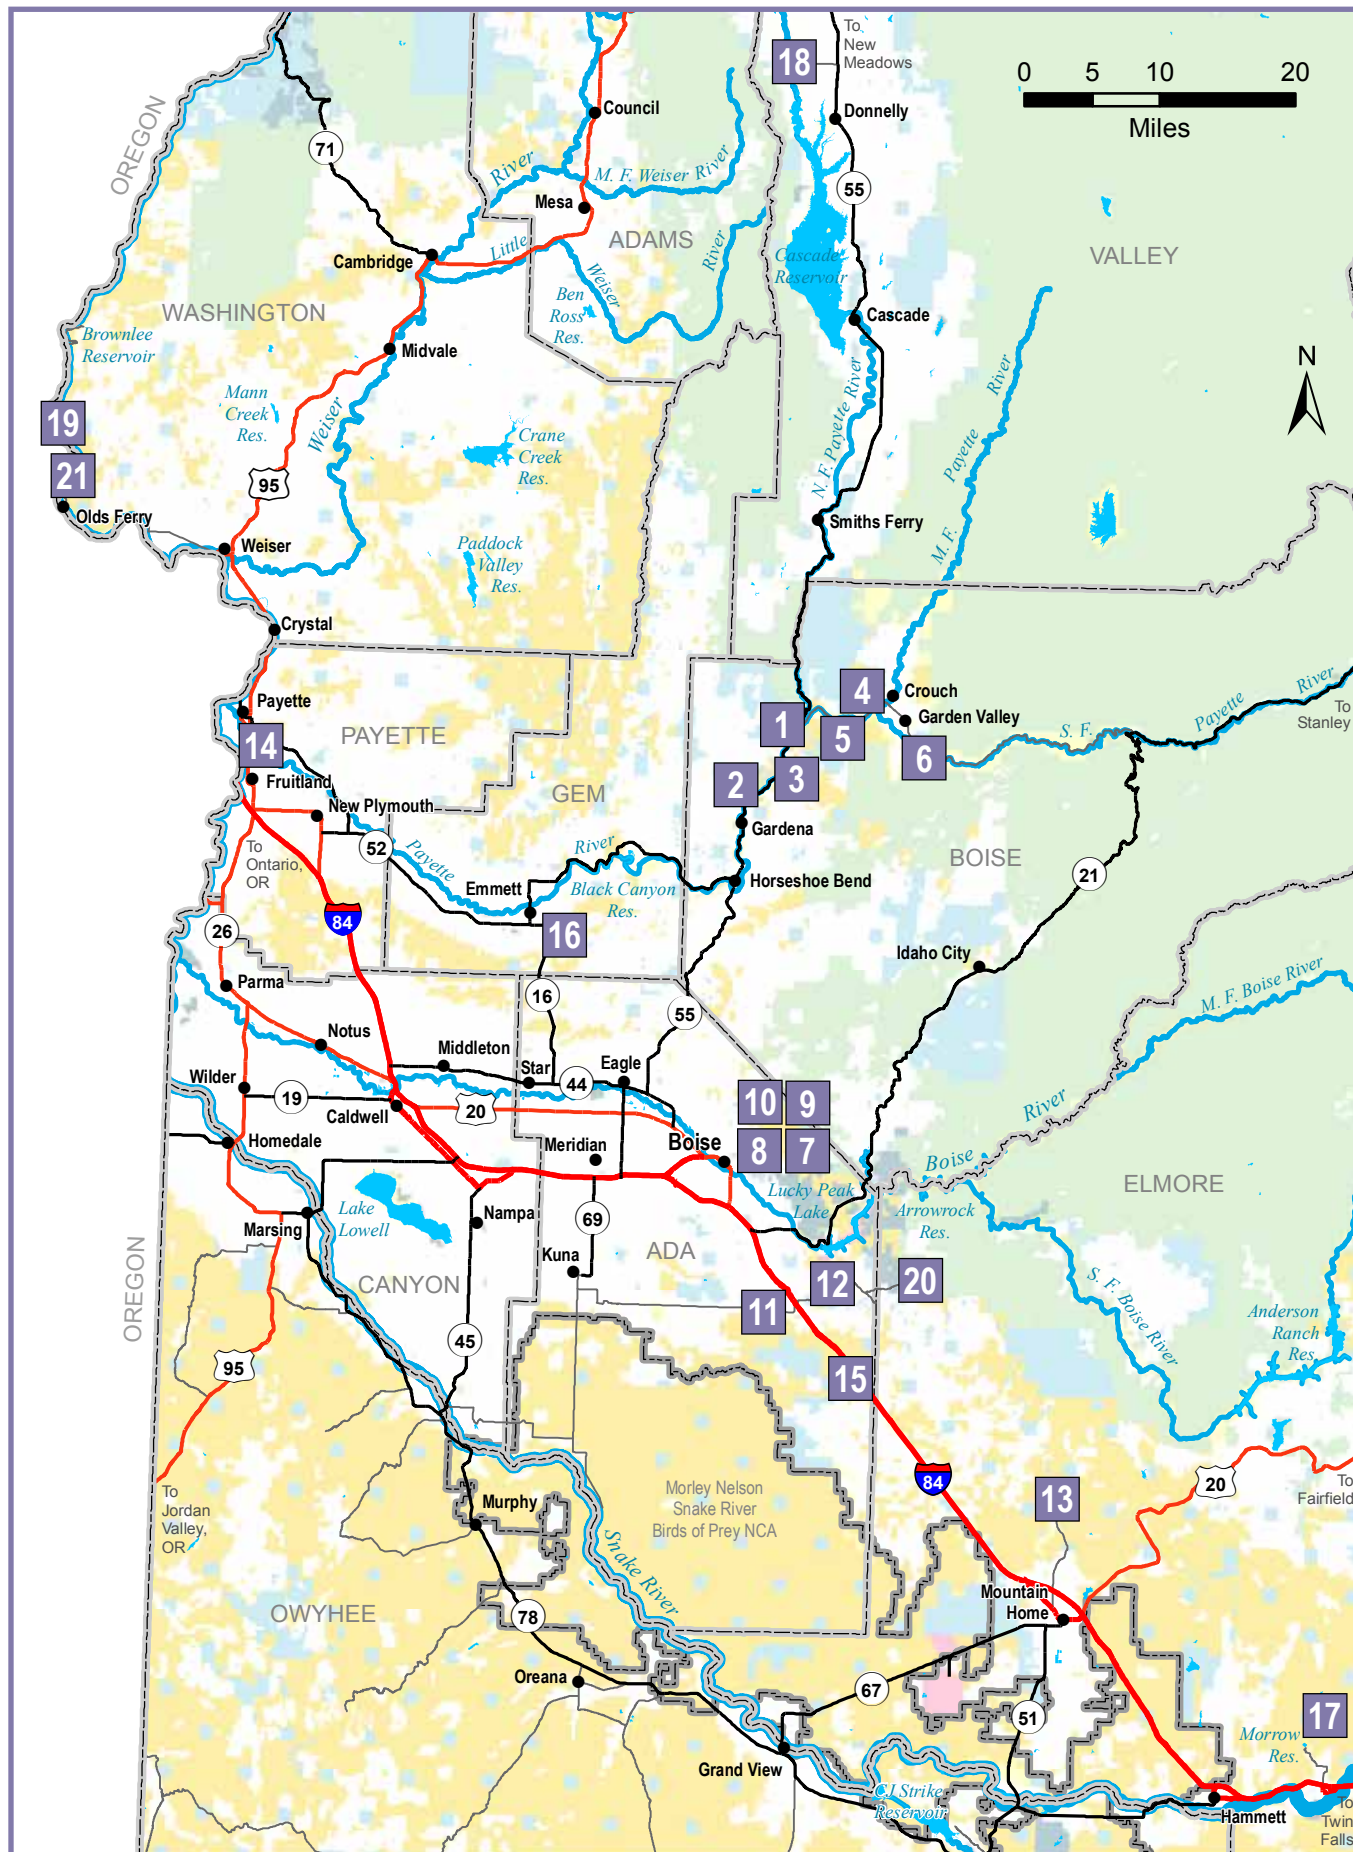 To
New
Meadows
18
0 5 10 20
Miles
OREGON
Council
Donnelly
71
River
M. F. Weiser River
55
Mesa
ADAMS
Little
River
VALLEY
Cambridge
Weiser
Cascade
Reservoir
WASHINGTON
Ben
Ross
Res.
Cascade
Brownlee
Reservoir
Midvale
N
Mann
Creek
Res.
Weiser
River
N. F. Payette River
19
Crane
Creek
Res.
Payette
21
95
Olds Ferry
Smiths Ferry
M. F.
Weiser
Paddock
Valley
Res.
Crystal
4
Crouch
River
Payette
Garden Valley
To
Stanley
Payette
S. F.
1
5
14
PAYETTE
6
3
Fruitland
2
GEM
New Plymouth
Gardena
52
River
To
Ontario,
OR
Payette
BOISE
21
Emmett
Black Canyon
Res.
Horseshoe Bend
84
26
16
Idaho City
Parma
16
M. F. Boise River
55
Notus
Middleton
Star
Eagle
44
Wilder
19
Caldwell
20
10
9
River
Homedale
Meridian
Boise
8
7
Boise
Lucky Peak
Lake
ELMORE
Lake
Lowell
Arrowrock
Res.
Marsing
Nampa
69
OREGON
Kuna
ADA
CANYON
12
20
S. F. Boise River
11
Anderson
Ranch
Res.
45
95
15
84
20
To
Jordan
Valley,
OR
Morley Nelson
Snake River
Birds of Prey NCA
13
To
Fairfield
Murphy
Snake River
Mountain
Home
OWYHEE
78
Oreana
67
51
17
Morrow
Res.
Grand View
CJ Strike
Reservoir
Hammett
To
Twin
Falls